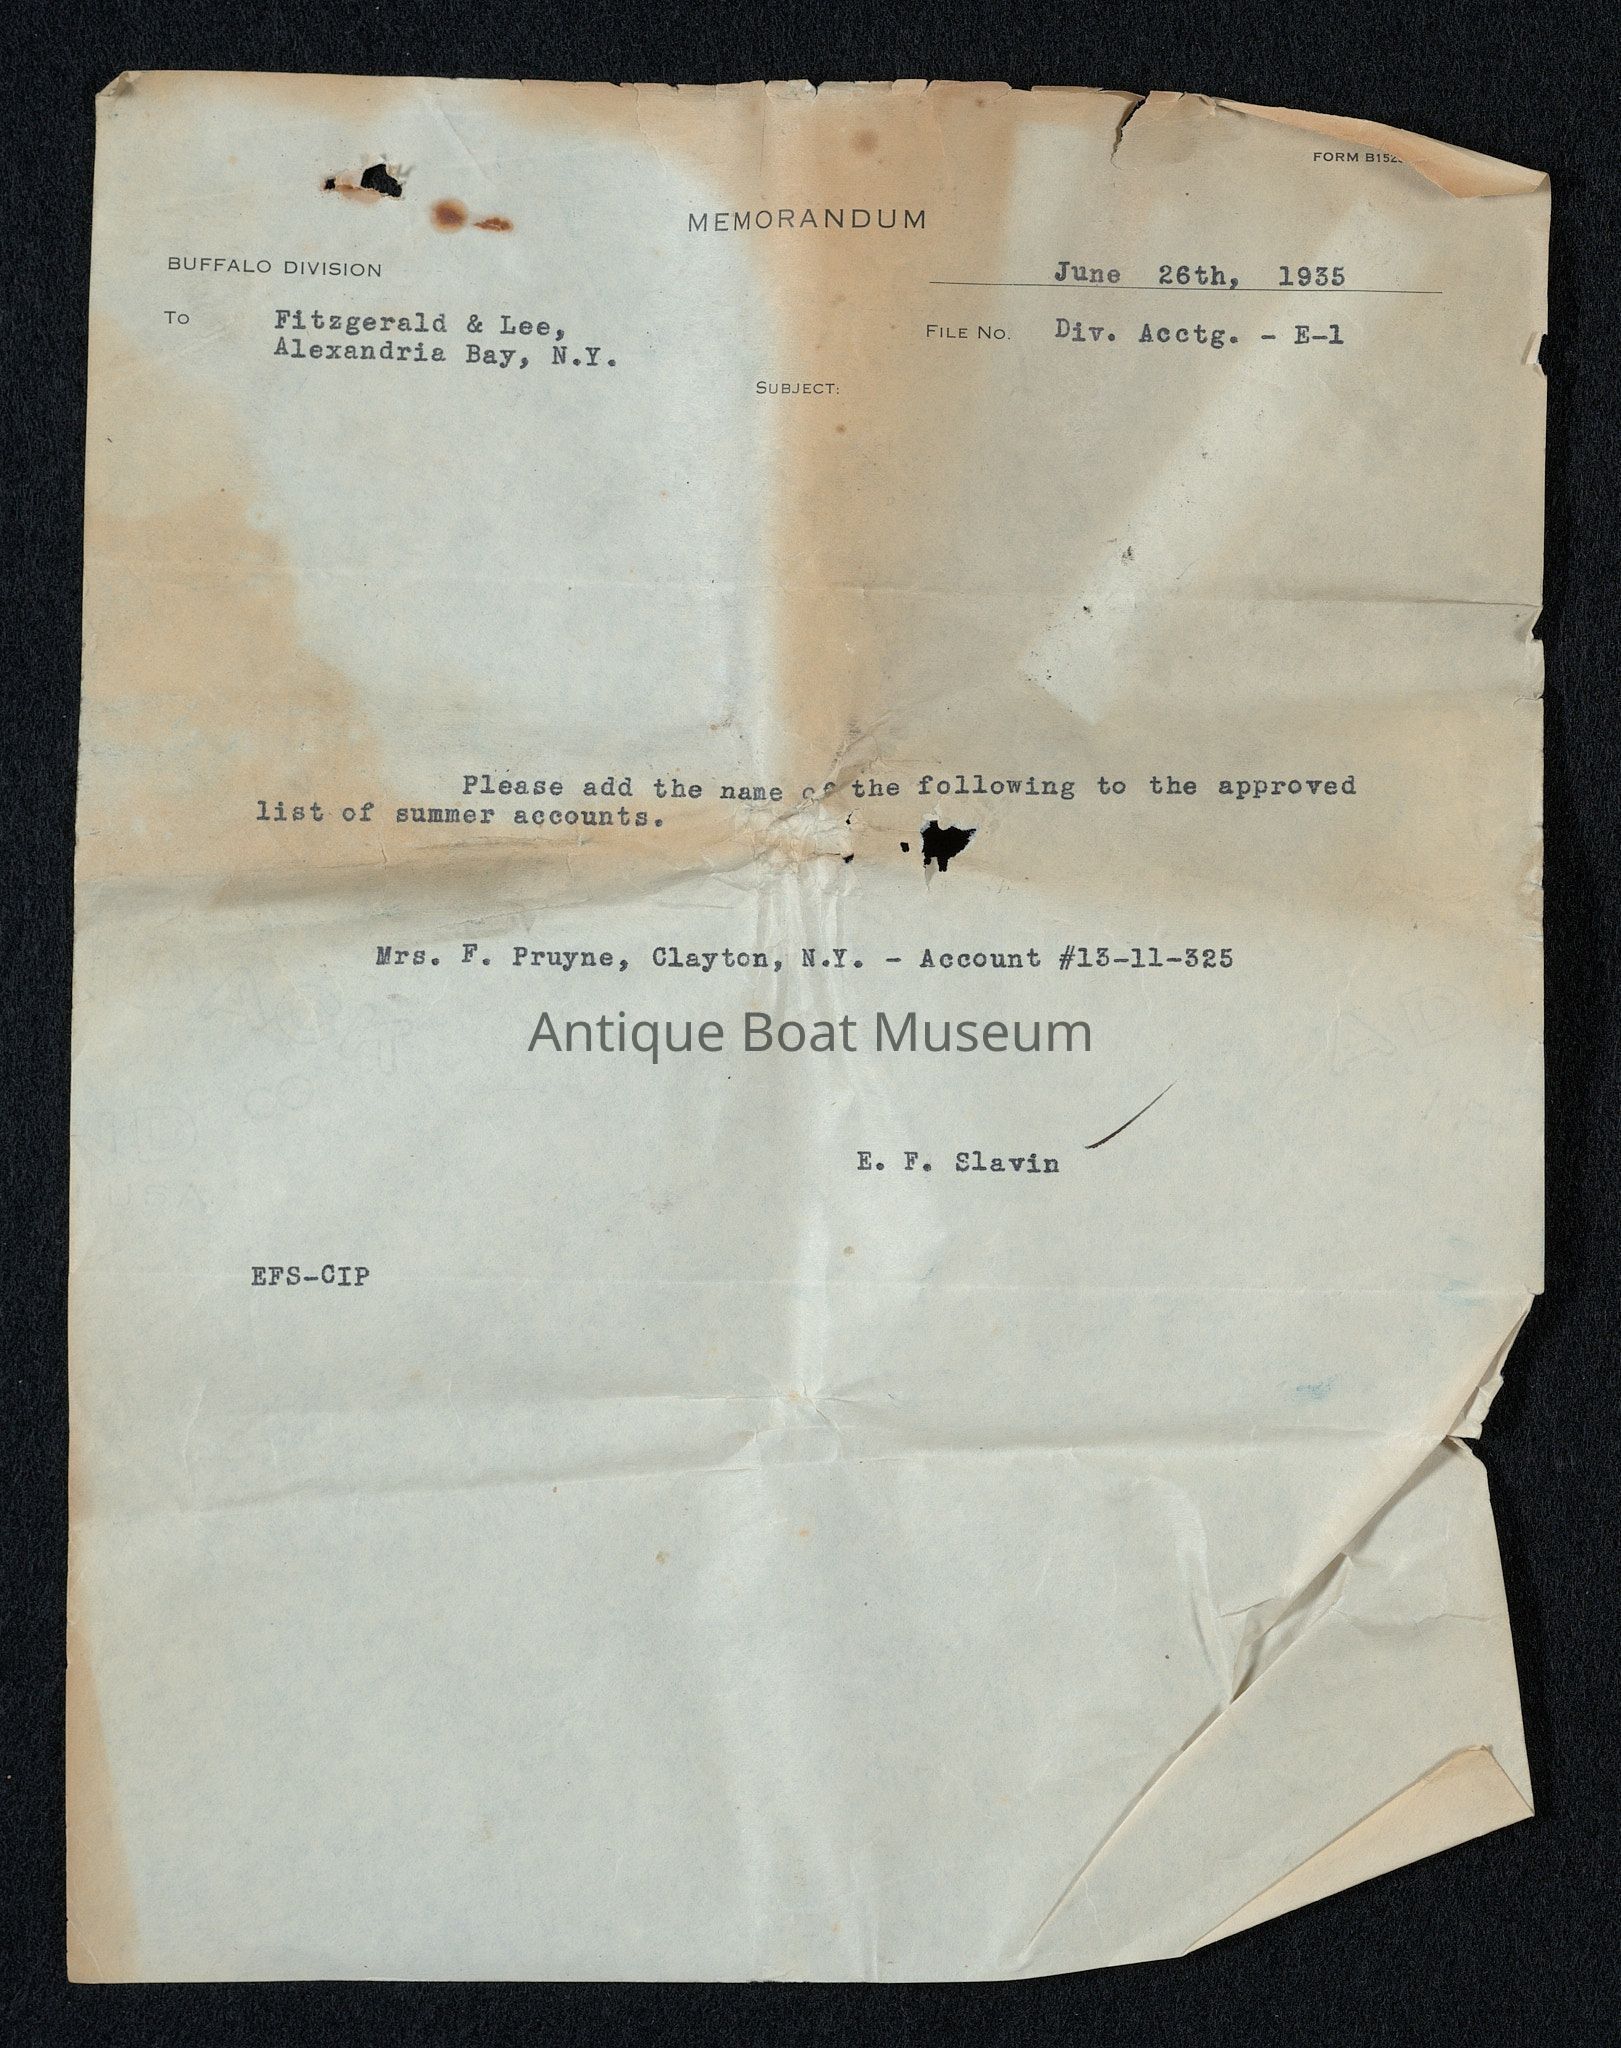 FORM B152
MEMORANDUM
BUFFALO DIVISION
June 26th, 1935
To Fitzgerald & Lee,
Alexandria Bay, N.Y.
FILE No. Div. Acctg. - E-1
SUBJECT:
Please add the name of the following to the approved
list of summer accounts.
Mrs. F. Pruyne, Clayton, N.Y. - Account #13-11-325
Antique Boat Museum
E. F. Slavin
EFS-CIP